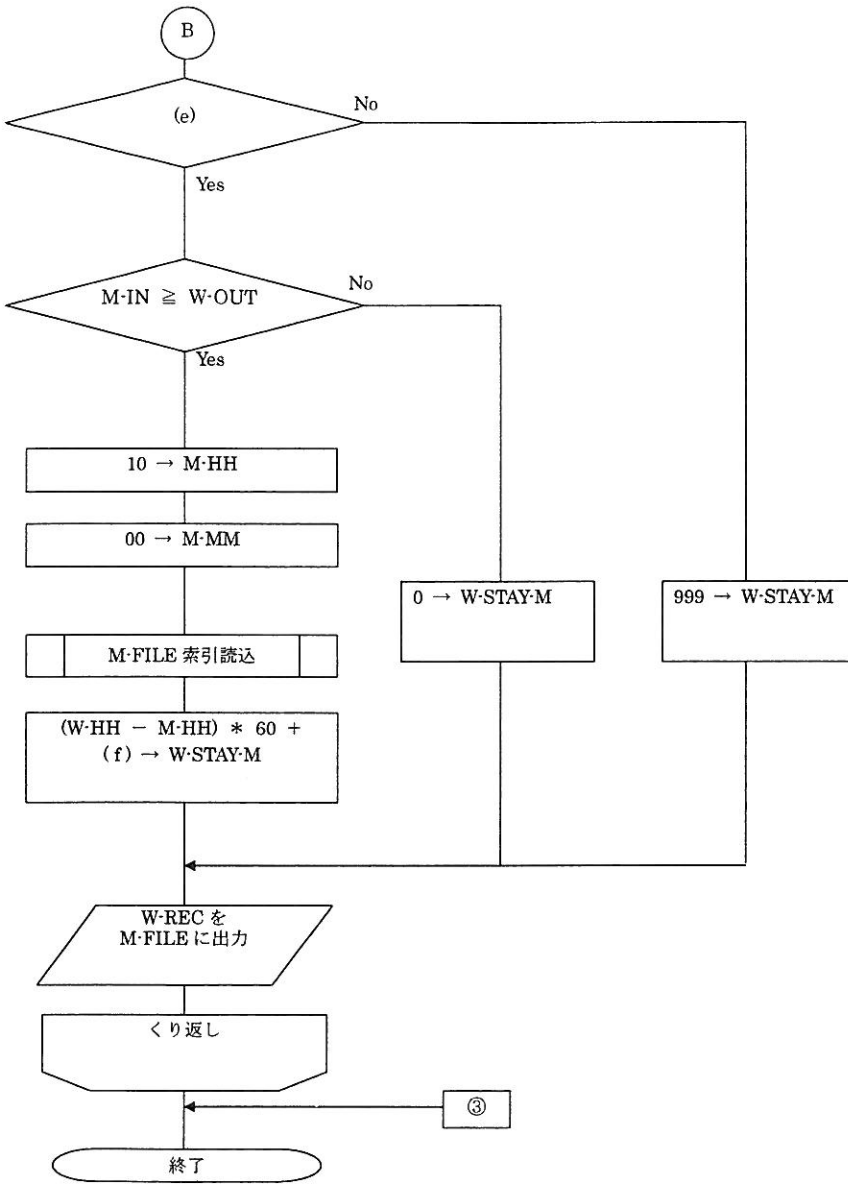 B
(e)
No
Yes
M-IN ≧ W-OUT
No
Yes
10 → M-HH
00 → M-MM
0 → W-STAY-M
999 → W-STAY-M
M-FILE 索引読込
(W-HH － M-HH) ＊ 60 ＋
(f) → W-STAY-M
W-REC を
M-FILE に出力
くり返し
③
終了